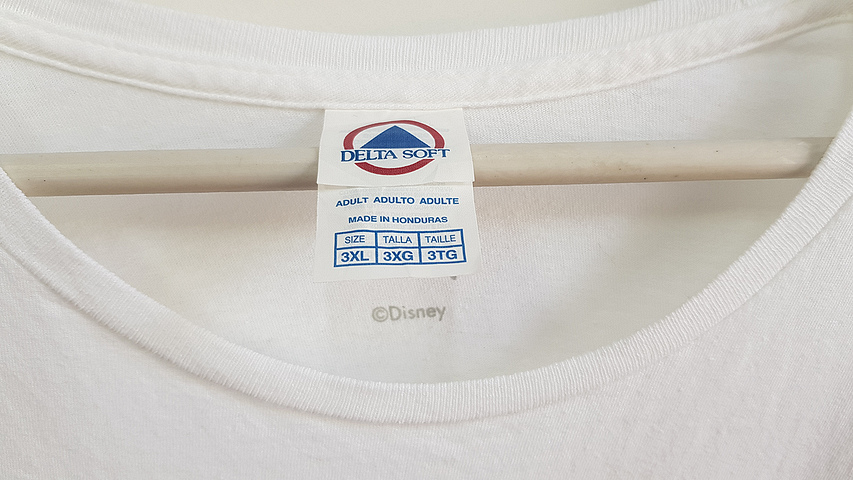 DELTA SOFT
ADULT ADULTO ADULTE
MADE IN HONDURAS
SIZE TALLA TAILLE
3XL 3XG 3TG
©Disney